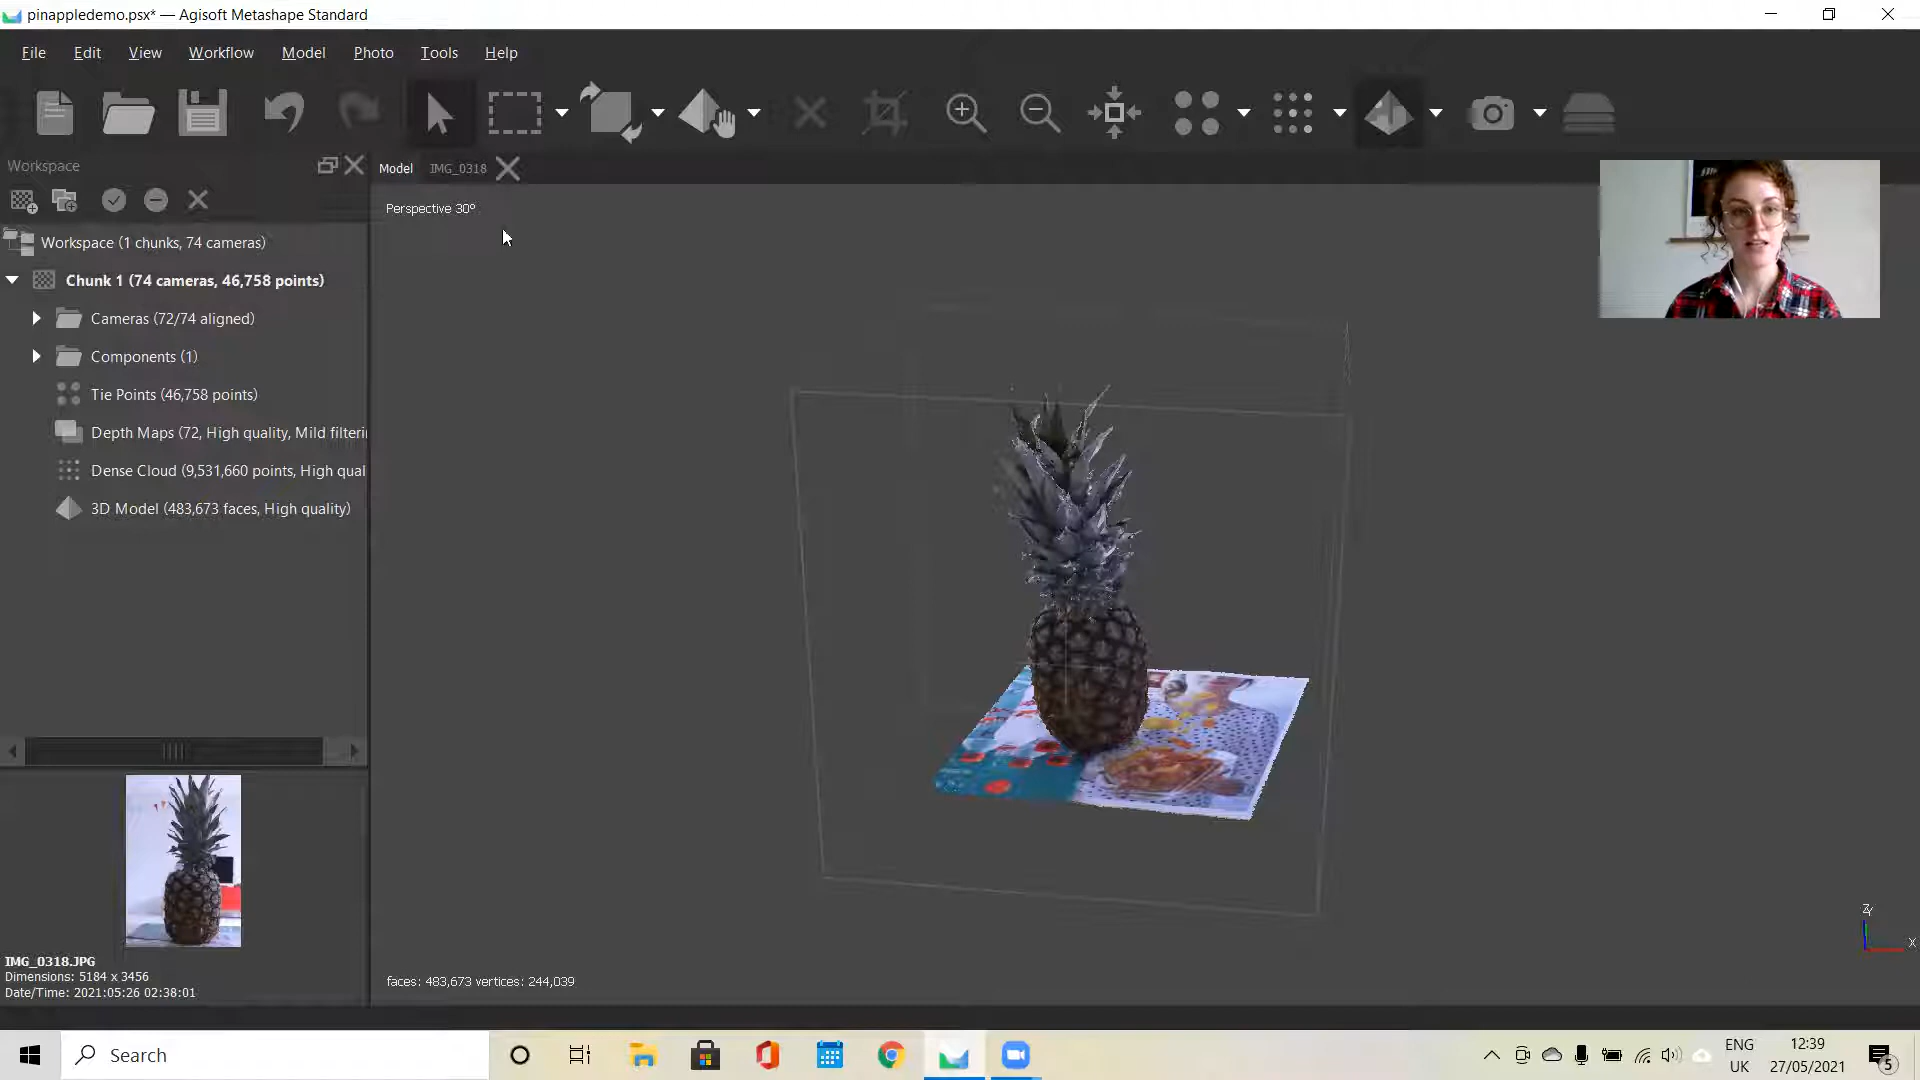 pinappledemo.psx* — Agisoft Metashape Standard
File Edit View Workflow Model Photo Tools Help
Workspace
Model IMG_0318
Perspective 30°
Workspace (1 chunks, 74 cameras)
Chunk 1 (74 cameras, 46,758 points)
Cameras (72/74 aligned)
Components (1)
Tie Points (46,758 points)
Depth Maps (72, High quality, Mild filteri
Dense Cloud (9,531,660 points, High qual
3D Model (483,673 faces, High quality)
IMG_0318.JPG
Dimensions: 5184 x 3456
Date/Time: 2021:05:26 02:38:01
faces: 483,673 vertices: 244,039
Z
Y
X
Search
ENG
UK
12:39
27/05/2021
5